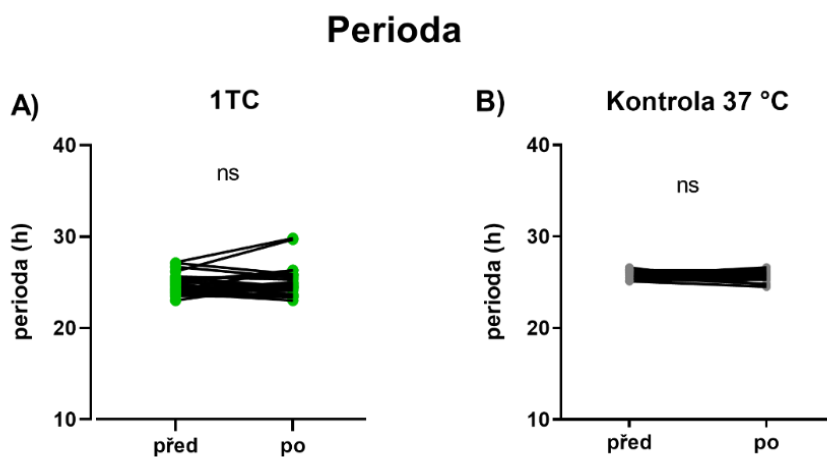 Perioda
A)
1TC
40
ns
30
20
10
perioda (h)
před
po
B)
Kontrola 37 °C
40
ns
30
20
10
perioda (h)
před
po